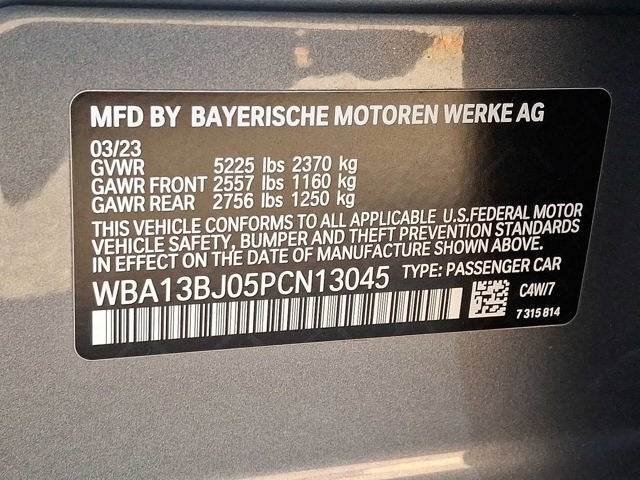 MFD BY BAYERISCHE MOTOREN WERKE AG
03/23
GVWR 5225 lbs 2370 kg
GAWR FRONT 2557 lbs 1160 kg
GAWR REAR 2756 lbs 1250 kg
THIS VEHICLE CONFORMS TO ALL APPLICABLE U.S.FEDERAL MOTOR
VEHICLE SAFETY, BUMPER AND THEFT PREVENTION STANDARDS
IN EFFECT ON THE DATE OF MANUFACTURE SHOWN ABOVE.
WBA13BJ05PCN13045 TYPE: PASSENGER CAR
C4W/7
7 315 814